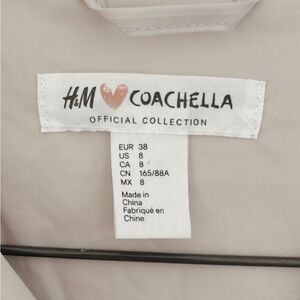 H&M COACHELLA
OFFICIAL COLLECTION
EUR 38
US 8
CA 8
CN 165/88A
MX 8
Made in
China
Fabriqué en
Chine